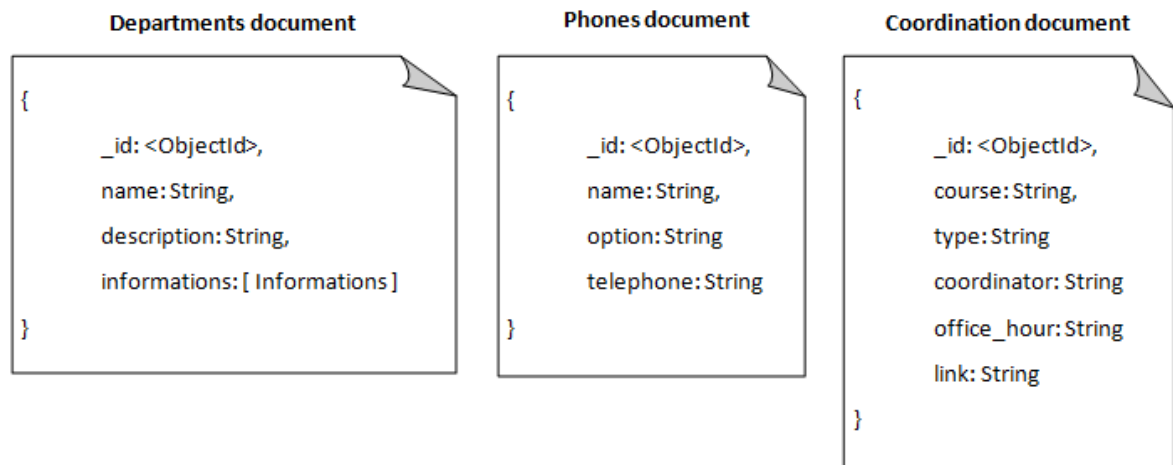 Departments document
{
_id: <ObjectId>,
name: String,
description: String,
informations: [ Informations ]
}
Phones document
{
_id: <ObjectId>,
name: String,
option: String
telephone: String
}
Coordination document
{
_id: <ObjectId>,
course: String,
type: String
coordinator: String
office_hour: String
link: String
}